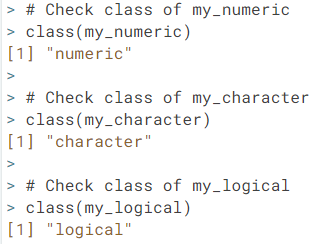 > # Check class of my_numeric
> class(my_numeric)
[1] "numeric"
>
> # Check class of my_character
> class(my_character)
[1] "character"
>
> # Check class of my_logical
> class(my_logical)
[1] "logical"